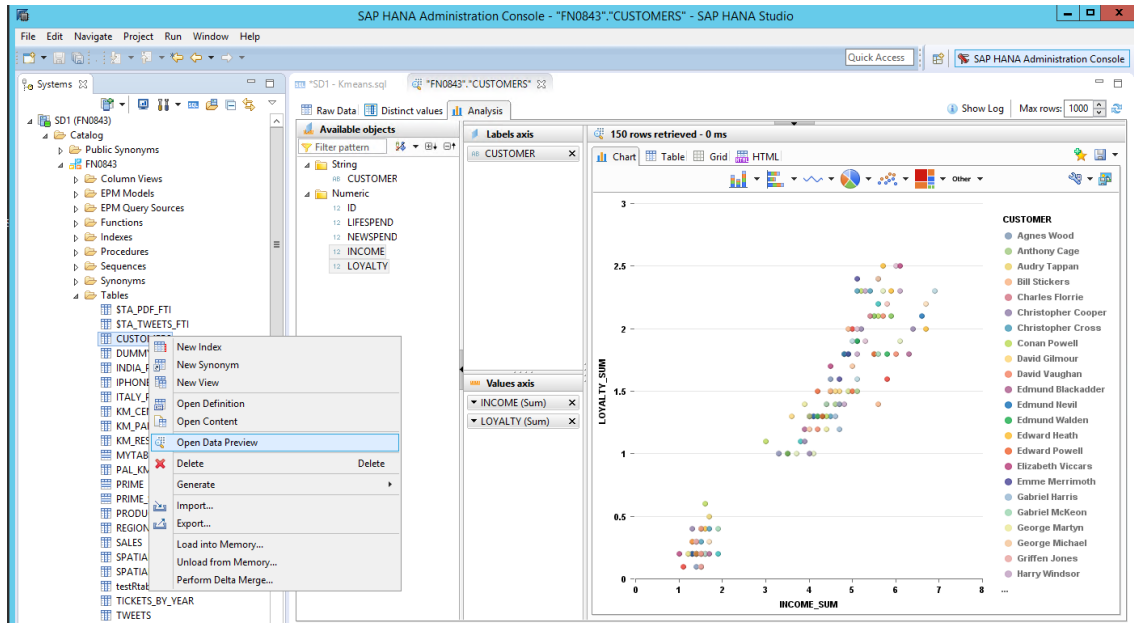 SAP HANA Administration Console - "FN0843"."CUSTOMERS" - SAP HANA Studio
File Edit Navigate Project Run Window Help
Quick Access
SAP HANA Administration Console
Systems
SD1 (FN0843)
Catalog
Public Synonyms
FN0843
Column Views
EPM Models
EPM Query Sources
Functions
Indexes
Procedures
Sequences
Synonyms
Tables
$TA_PDF_FTI
$TA_TWEETS_FTI
PRIME
SALES
TICKETS_BY_YEAR
TWEETS
New Index
New Synonym
New View
Open Definition
Open Content
Open Data Preview
Delete Delete
Generate
Import...
Export...
Load into Memory...
Unload from Memory...
Perform Delta Merge...
*SD1 - Kmeans.sql
*"FN0843"."CUSTOMERS"
Raw Data Distinct values Analysis
Show Log Max rows: 1000
Available objects
Filter pattern
String
AB CUSTOMER
Numeric
12 ID
12 LIFESPEND
12 NEWSPEND
12 INCOME
12 LOYALTY
Labels axis
AB CUSTOMER X
Values axis
INCOME (Sum) X
LOYALTY (Sum) X
150 rows retrieved - 0 ms
Chart Table Grid HTML
Other
3
2.5
2
1.5
1
0.5
0
LOYALTY_SUM
0 1 2 3 4 5 6 7 8
INCOME_SUM
CUSTOMER
Agnes Wood
Anthony Cage
Audry Tappan
Bill Stickers
Charles Florrie
Christopher Cooper
Christopher Cross
Conan Powell
David Gilmour
David Vaughan
Edmund Blackadder
Edmund Nevil
Edmund Walden
Edward Heath
Edward Powell
Elizabeth Viccars
Emme Merrimoth
Gabriel Harris
Gabriel McKeon
George Martyn
George Michael
Griffen Jones
Harry Windsor
...